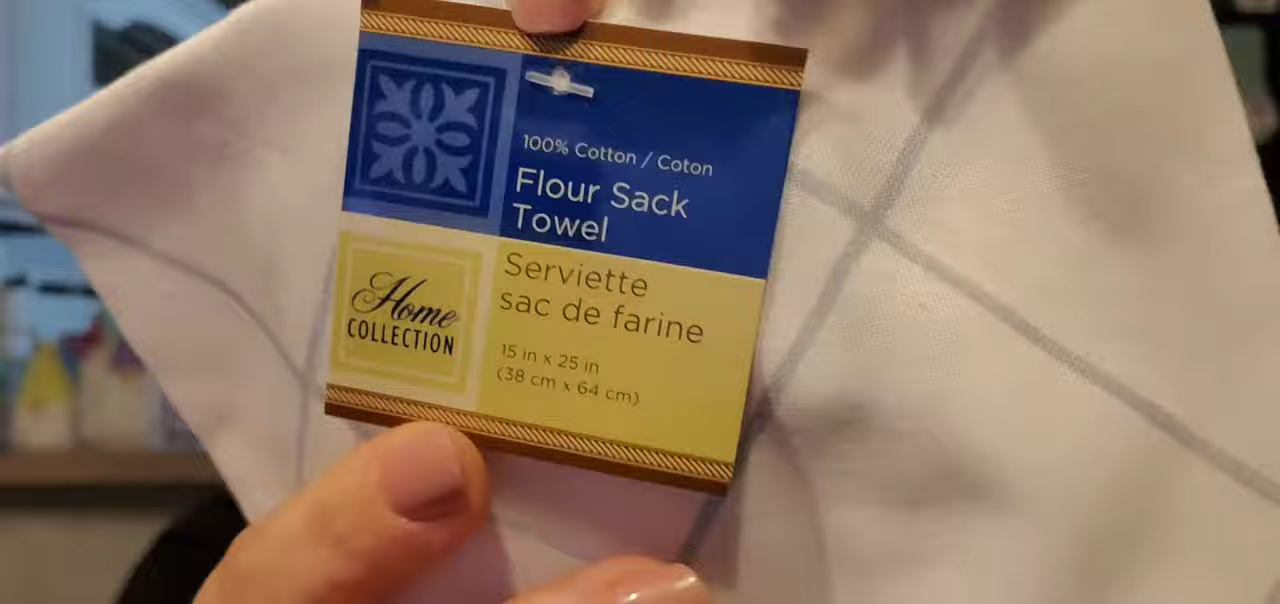 100% Cotton / Coton
Flour Sack
Towel
Home
COLLECTION
Serviette
sac de farine
15 in x 25 in
(38 cm x 64 cm)